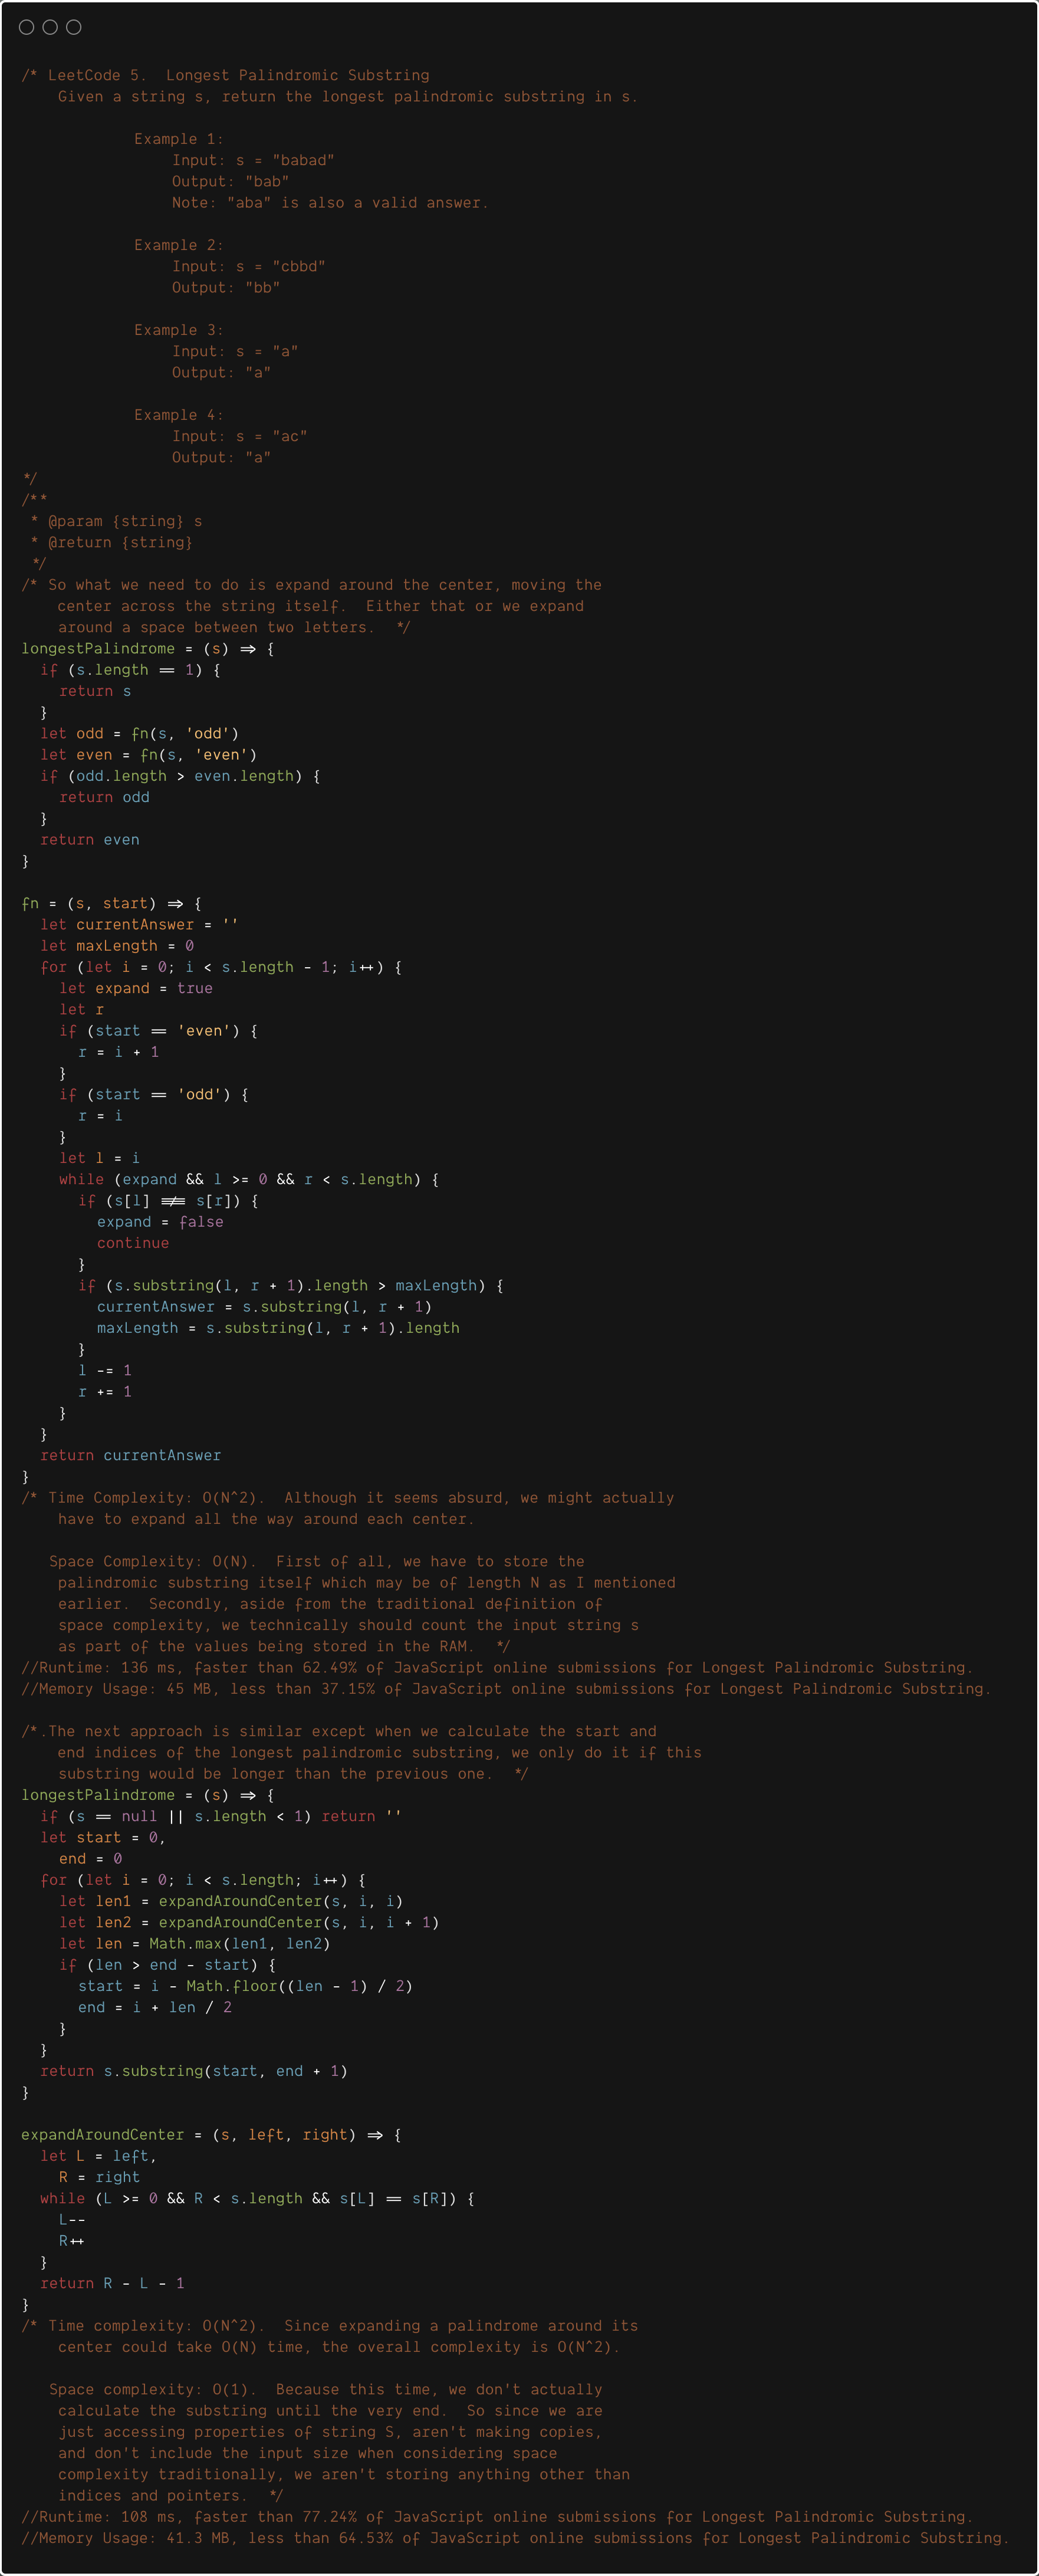 /* LeetCode 5.  Longest Palindromic Substring
    Given a string s, return the longest palindromic substring in s.

            Example 1:
                Input: s = "babad"
                Output: "bab"
                Note: "aba" is also a valid answer.

            Example 2:
                Input: s = "cbbd"
                Output: "bb"

            Example 3:
                Input: s = "a"
                Output: "a"

            Example 4:
                Input: s = "ac"
                Output: "a"
*/
/**
 * @param {string} s
 * @return {string}
 */
/* So what we need to do is expand around the center, moving the
    center across the string itself.  Either that or we expand
    around a space between two letters.  */
longestPalindrome = (s) => {
  if (s.length == 1) {
    return s
  }
  let odd = fn(s, 'odd')
  let even = fn(s, 'even')
  if (odd.length > even.length) {
    return odd
  }
  return even
}

fn = (s, start) => {
  let currentAnswer = ''
  let maxLength = 0
  for (let i = 0; i < s.length - 1; i++) {
    let expand = true
    let r
    if (start == 'even') {
      r = i + 1
    }
    if (start == 'odd') {
      r = i
    }
    let l = i
    while (expand && l >= 0 && r < s.length) {
      if (s[l] !== s[r]) {
        expand = false
        continue
      }
      if (s.substring(l, r + 1).length > maxLength) {
        currentAnswer = s.substring(l, r + 1)
        maxLength = s.substring(l, r + 1).length
      }
      l -= 1
      r += 1
    }
  }
  return currentAnswer
}
/* Time Complexity: O(N^2).  Although it seems absurd, we might actually
    have to expand all the way around each center.

   Space Complexity: O(N).  First of all, we have to store the
    palindromic substring itself which may be of length N as I mentioned
    earlier.  Secondly, aside from the traditional definition of
    space complexity, we technically should count the input string s
    as part of the values being stored in the RAM.  */
//Runtime: 136 ms, faster than 62.49% of JavaScript online submissions for Longest Palindromic Substring.
//Memory Usage: 45 MB, less than 37.15% of JavaScript online submissions for Longest Palindromic Substring.

/*.The next approach is similar except when we calculate the start and
    end indices of the longest palindromic substring, we only do it if this
    substring would be longer than the previous one.  */
longestPalindrome = (s) => {
  if (s == null || s.length < 1) return ''
  let start = 0,
    end = 0
  for (let i = 0; i < s.length; i++) {
    let len1 = expandAroundCenter(s, i, i)
    let len2 = expandAroundCenter(s, i, i + 1)
    let len = Math.max(len1, len2)
    if (len > end - start) {
      start = i - Math.floor((len - 1) / 2)
      end = i + len / 2
    }
  }
  return s.substring(start, end + 1)
}

expandAroundCenter = (s, left, right) => {
  let L = left,
    R = right
  while (L >= 0 && R < s.length && s[L] == s[R]) {
    L--
    R++
  }
  return R - L - 1
}
/* Time complexity: O(N^2).  Since expanding a palindrome around its
    center could take O(N) time, the overall complexity is O(N^2).

   Space complexity: O(1).  Because this time, we don't actually
    calculate the substring until the very end.  So since we are
    just accessing properties of string S, aren't making copies,
    and don't include the input size when considering space
    complexity traditionally, we aren't storing anything other than
    indices and pointers.  */
//Runtime: 108 ms, faster than 77.24% of JavaScript online submissions for Longest Palindromic Substring.
//Memory Usage: 41.3 MB, less than 64.53% of JavaScript online submissions for Longest Palindromic Substring.